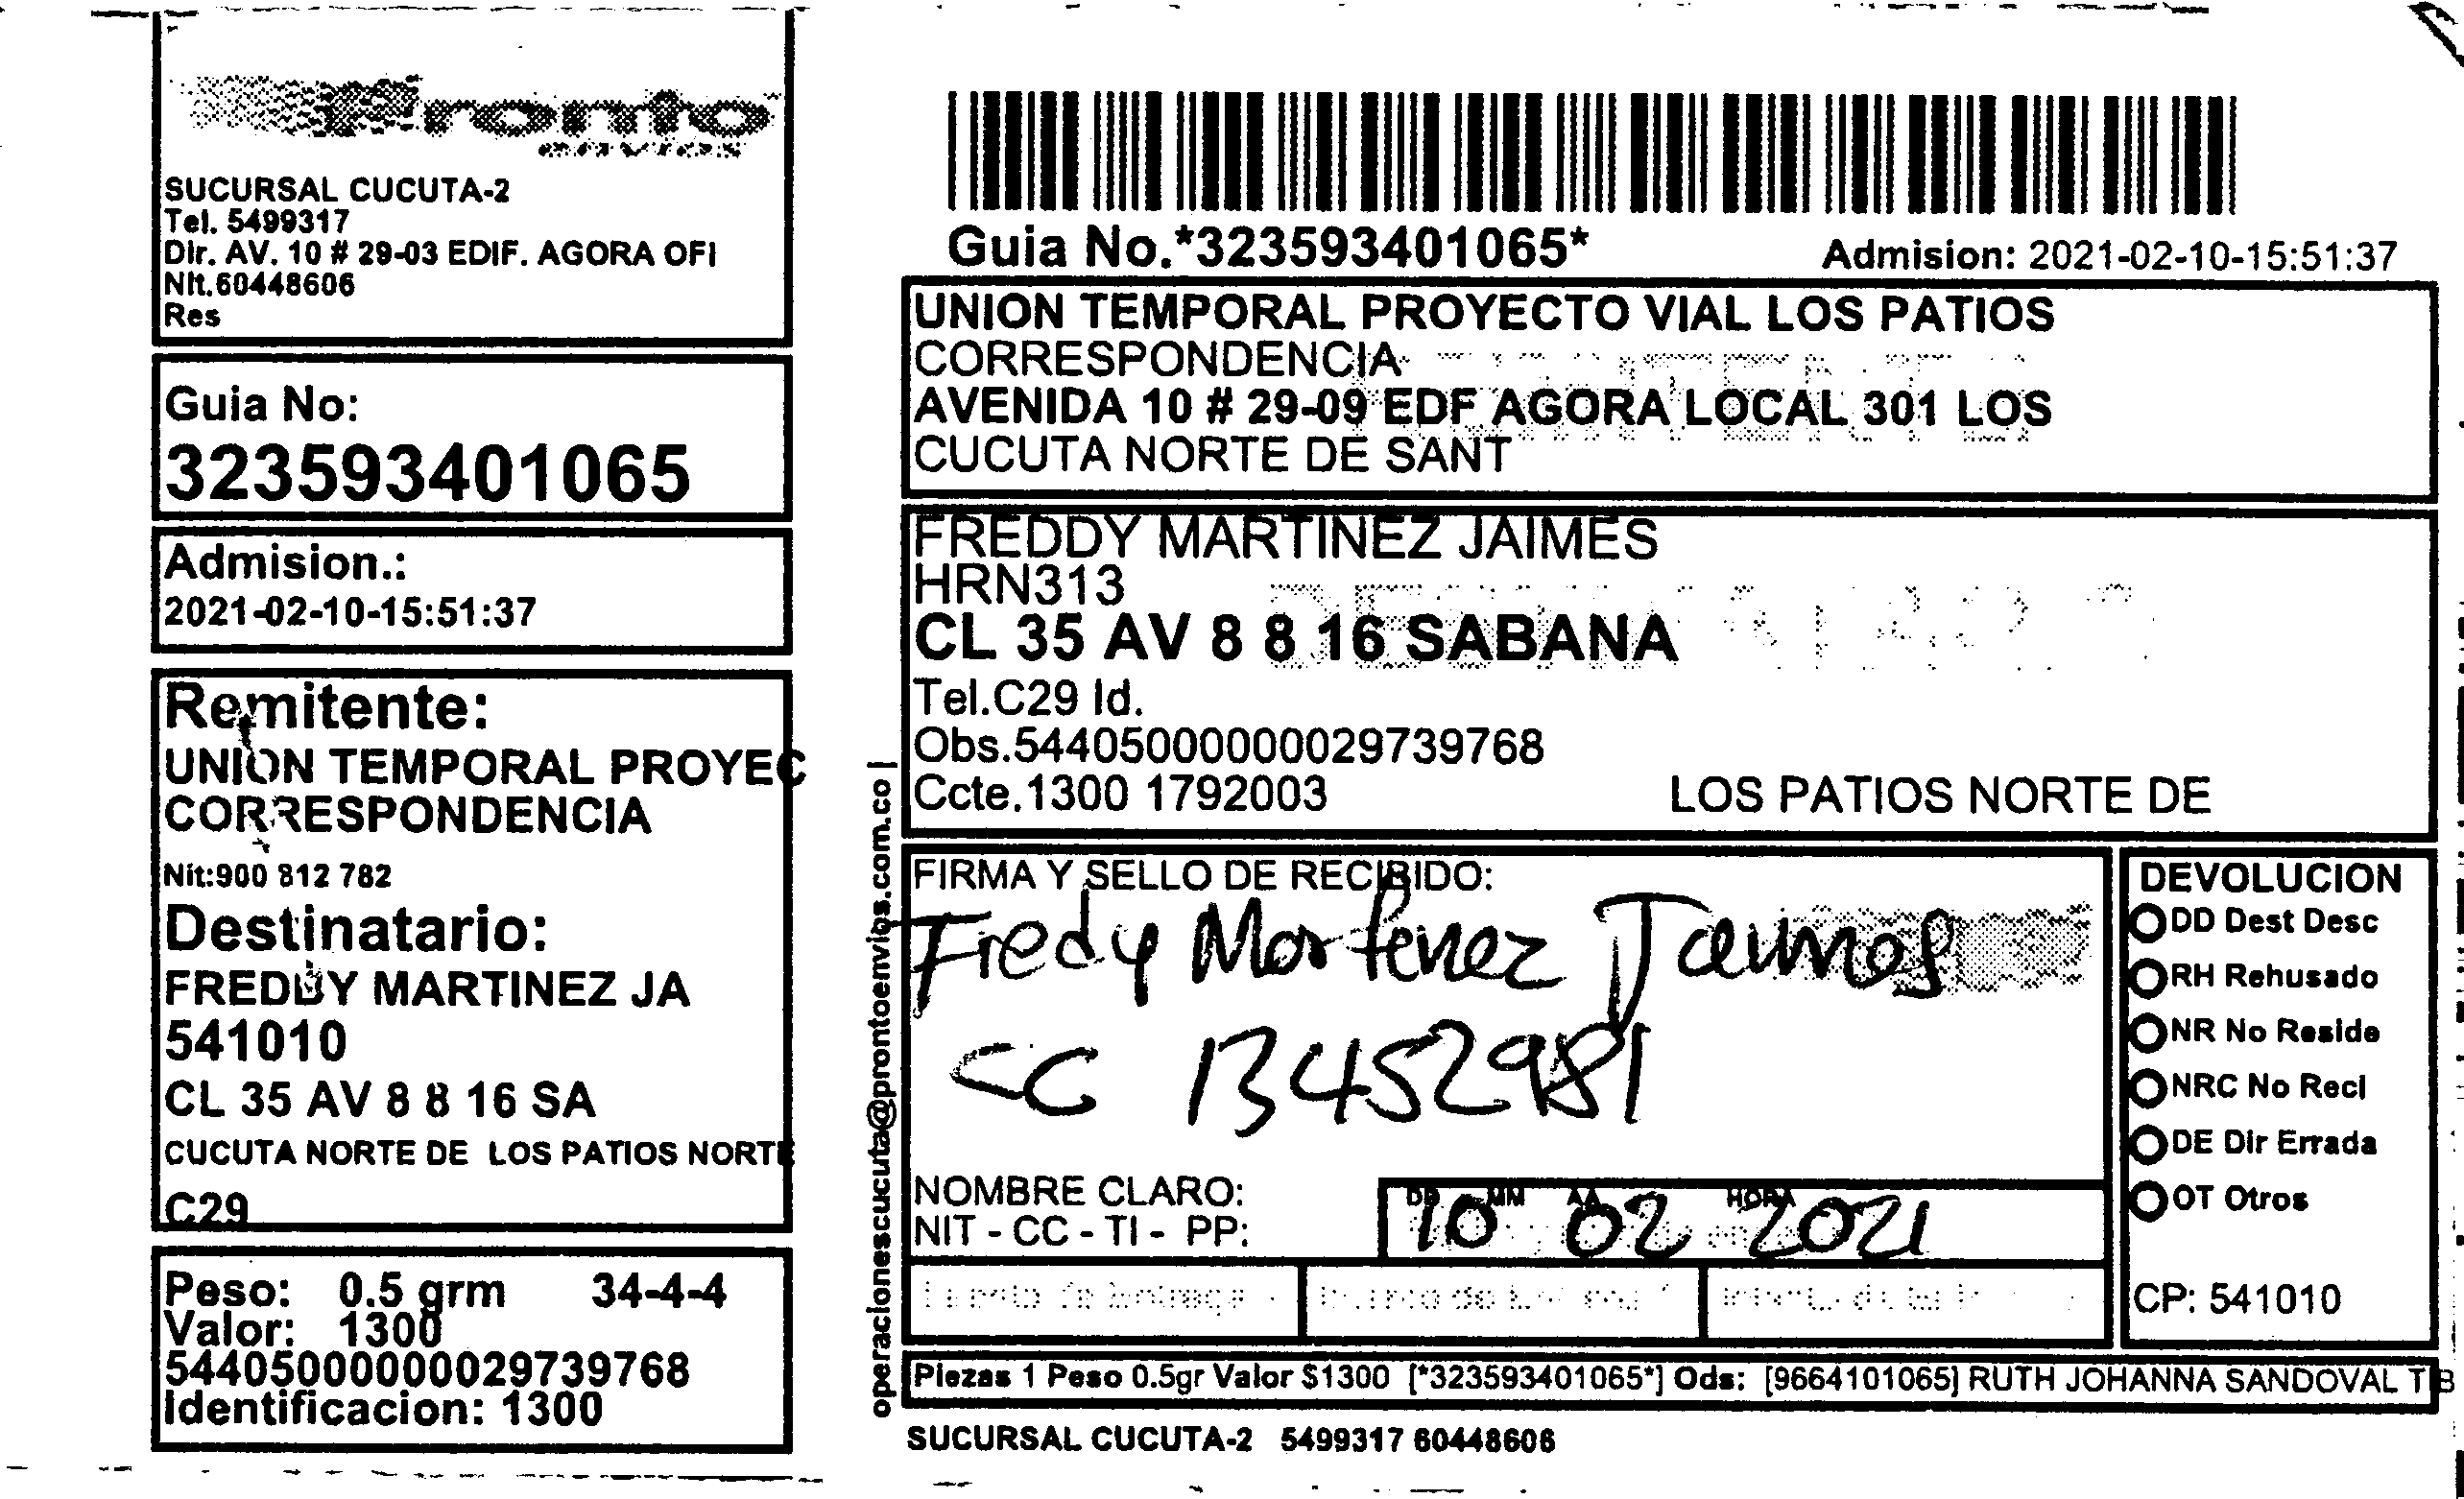 Pronto
envios
SUCURSAL CUCUTA-2
Tel. 5499317
Dir. AV. 10 # 29-03 EDIF. AGORA OFI
Nit.60448606
Res
Guia No:
323593401065
Admision.:
2021-02-10-15:51:37
Remitente:
UNION TEMPORAL PROYEC
CORRESPONDENCIA
Nit:900 812 782
Destinatario:
FREDDY MARTINEZ JA
541010
CL 35 AV 8 8 16 SA
CUCUTA NORTE DE LOS PATIOS NORTE
C29
Peso: 0.5 grm 34-4-4
Valor: 1300
544050000000029739768
Identificacion: 1300
operacionescucuta@prontoenvios.com.co |
Guia No.*323593401065* Admision: 2021-02-10-15:51:37
UNION TEMPORAL PROYECTO VIAL LOS PATIOS
CORRESPONDENCIA
AVENIDA 10 # 29-09 EDF AGORA LOCAL 301 LOS
CUCUTA NORTE DE SANT
FREDDY MARTINEZ JAIMES
HRN313
CL 35 AV 8 8 16 SABANA
Tel.C29 Id.
Obs.544050000000029739768
Ccte.1300 1792003 LOS PATIOS NORTE DE
FIRMA Y SELLO DE RECIBIDO:
Fredy Martinez Jaimes
CC 13452981
NOMBRE CLARO:
NIT - CC - TI - PP:
DD MM AA HORA
10 02 2021
DEVOLUCION
DD Dest Desc
RH Rehusado
NR No Reside
NRC No Recl
DE Dir Errada
OT Otros
CP: 541010
Piezas 1 Peso 0.5gr Valor $1300 [*323593401065*] Ods: [9664101065] RUTH JOHANNA SANDOVAL TIB
SUCURSAL CUCUTA-2 5499317 60448606